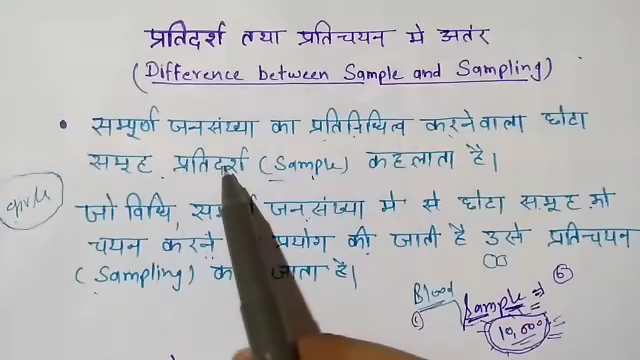 प्रतिदर्श तथा प्रतिचयन मे अतंर
(Difference between Sample and Sampling)
• सम्पूर्ण जनसंख्या का प्रतिनिधित्व करनेवाला छोटा
समूह प्रतिदर्श (Sample) कहलाता है।
जो विधि, जनसंख्या मे से छोटा समूह
चयन करने प्रयोग की जाती है उसे प्रतिचयन
(Sampling) जाता है।
Blood
Sample ⇒
10,000